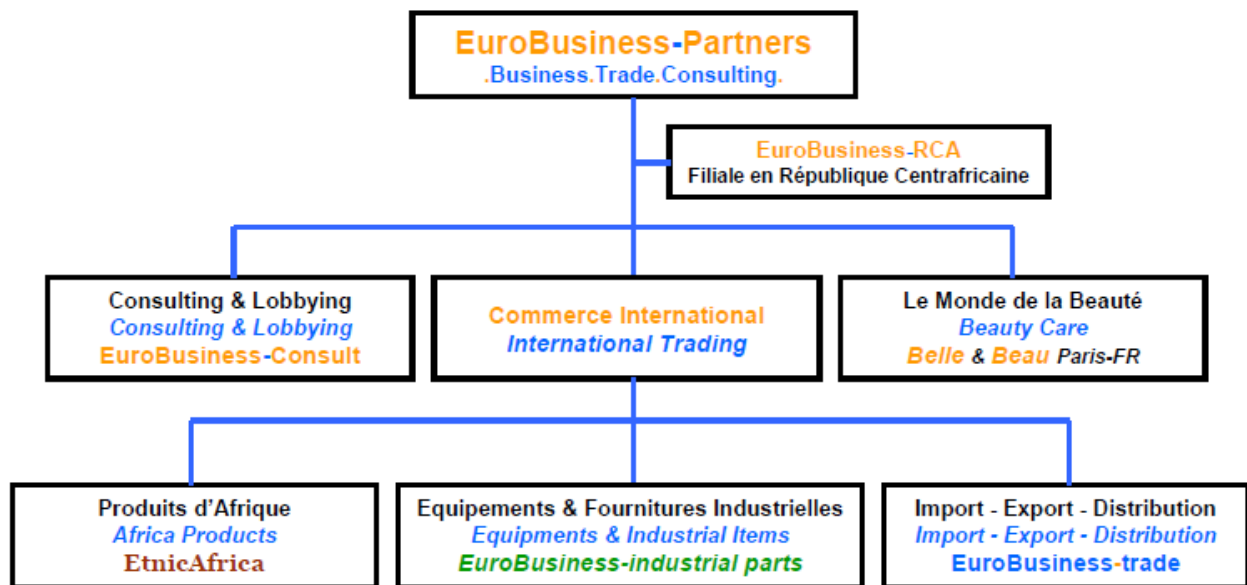 EuroBusiness-Partners
.Business.Trade.Consulting.
EuroBusiness-RCA
Filiale en République Centrafricaine
Consulting & Lobbying
Consulting & Lobbying
EuroBusiness-Consult
Commerce International
International Trading
Le Monde de la Beauté
Beauty Care
Belle & Beau Paris-FR
Produits d'Afrique
Africa Products
EtnicAfrica
Equipements & Fournitures Industrielles
Equipments & Industrial Items
EuroBusiness-industrial parts
Import - Export - Distribution
Import - Export - Distribution
EuroBusiness-trade